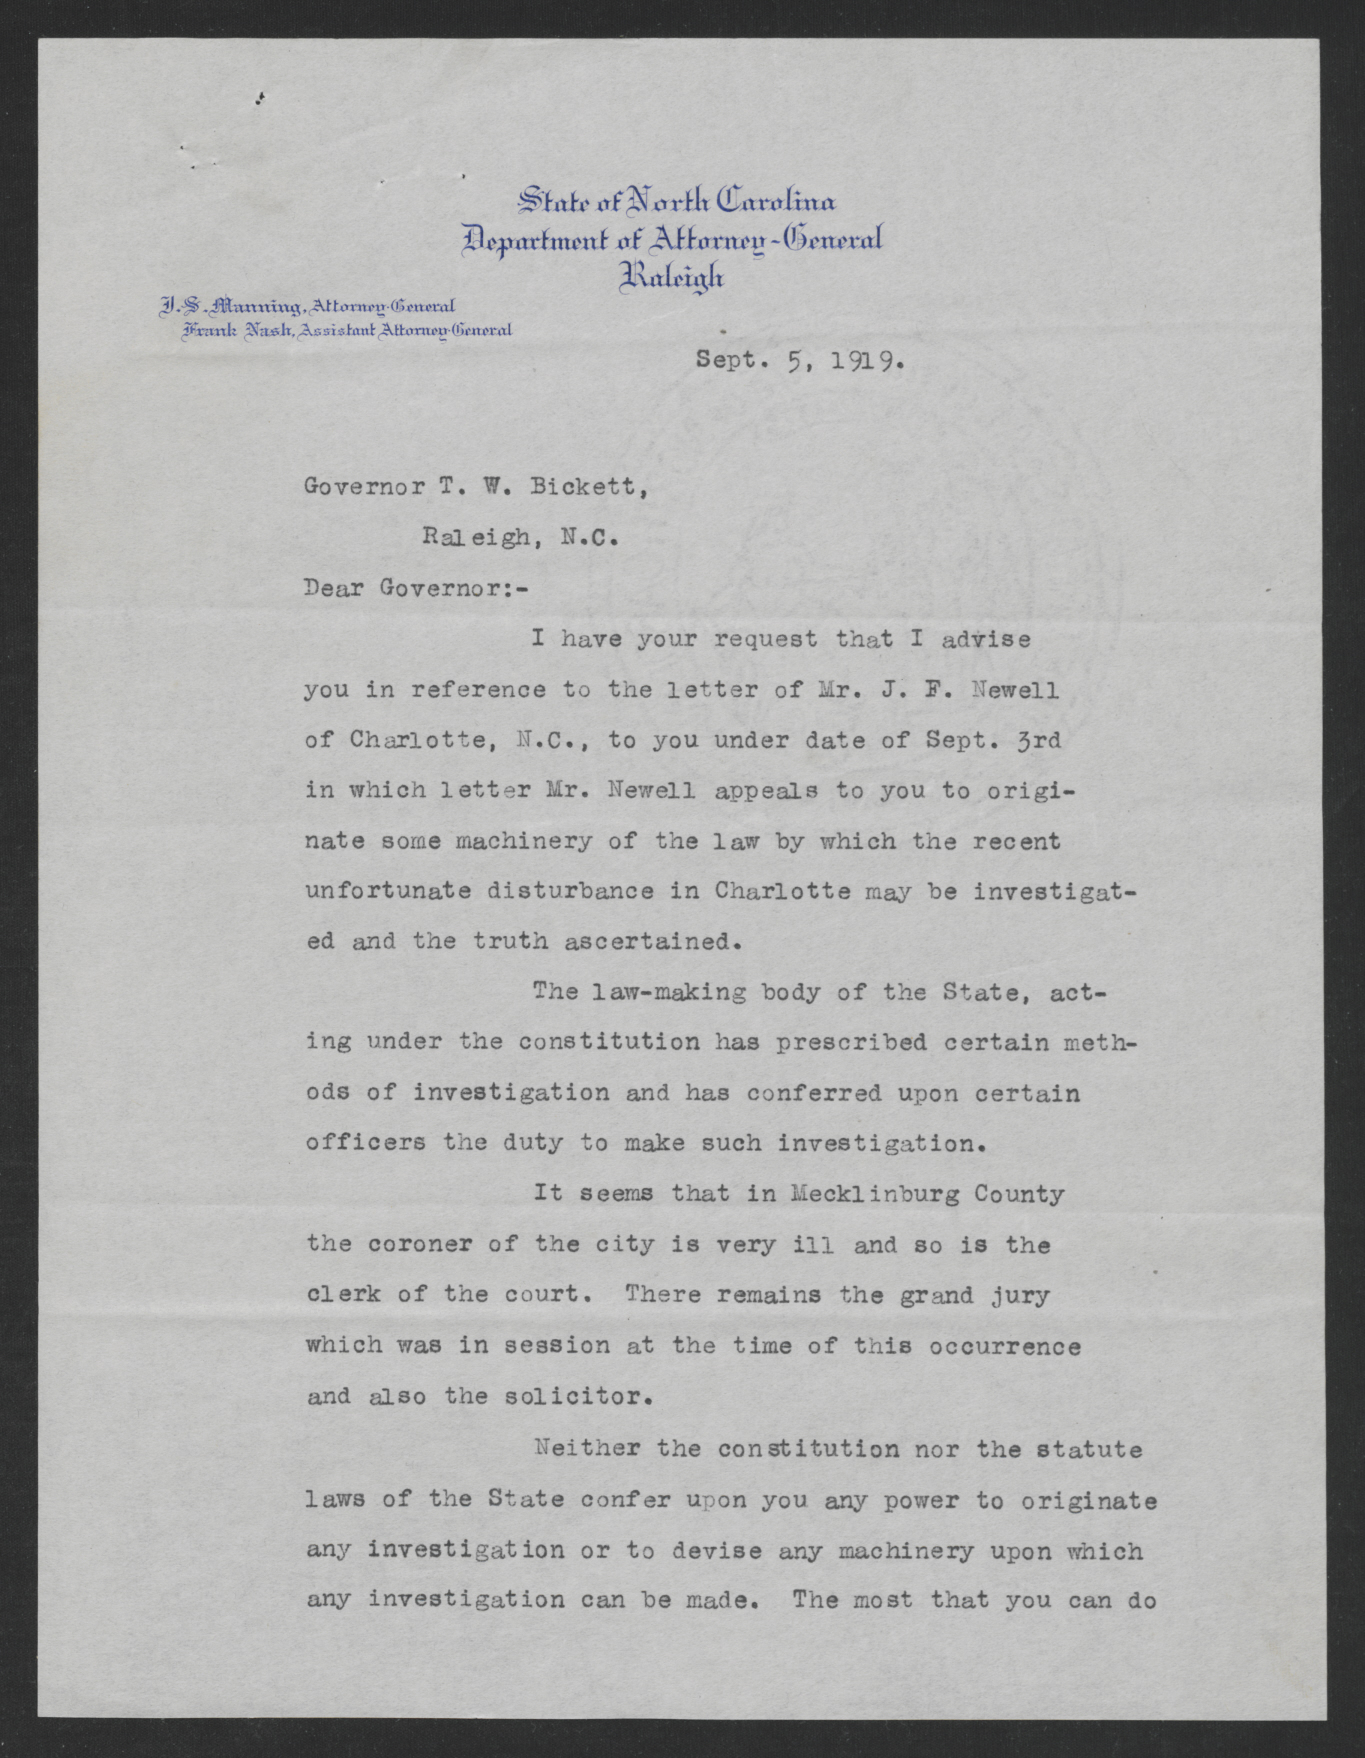 State of North Carolina
Department of Attorney-General
Raleigh
J. S. Manning, Attorney-General
Frank Nash, Assistant Attorney-General
Sept. 5, 1919.
Governor T. W. Bickett,
Raleigh, N.C.
Dear Governor:-
I have your request that I advise
you in reference to the letter of Mr. J. F. Newell
of Charlotte, N.C., to you under date of Sept. 3rd
in which letter Mr. Newell appeals to you to origi-
nate some machinery of the law by which the recent
unfortunate disturbance in Charlotte may be investigat-
ed and the truth ascertained.
The law-making body of the State, act-
ing under the constitution has prescribed certain meth-
ods of investigation and has conferred upon certain
officers the duty to make such investigation.
It seems that in Mecklinburg County
the coroner of the city is very ill and so is the
clerk of the court. There remains the grand jury
which was in session at the time of this occurrence
and also the solicitor.
Neither the constitution nor the statute
laws of the State confer upon you any power to originate
any investigation or to devise any machinery upon which
any investigation can be made. The most that you can do